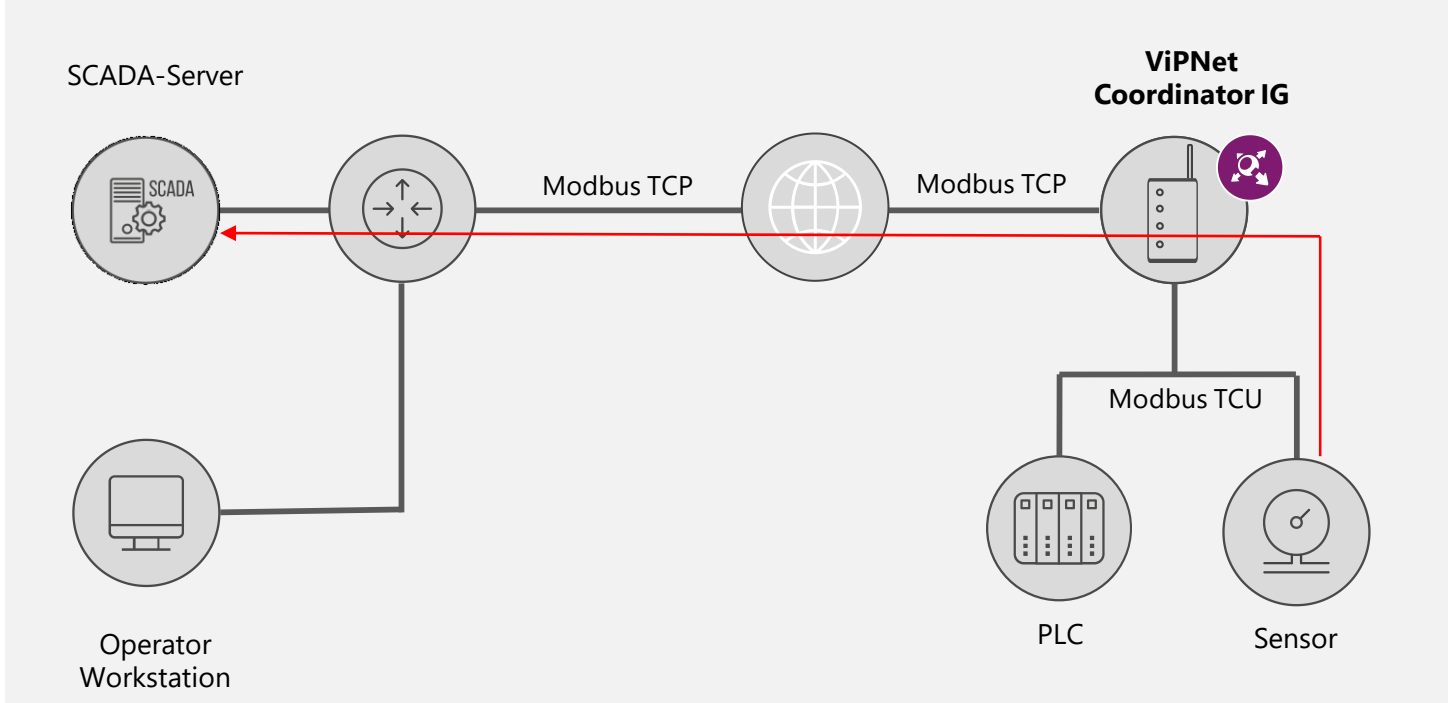 SCADA-Server
ViPNet
Coordinator IG
SCADA
Modbus TCP
Modbus TCP
Modbus TCU
PLC
Sensor
Operator
Workstation